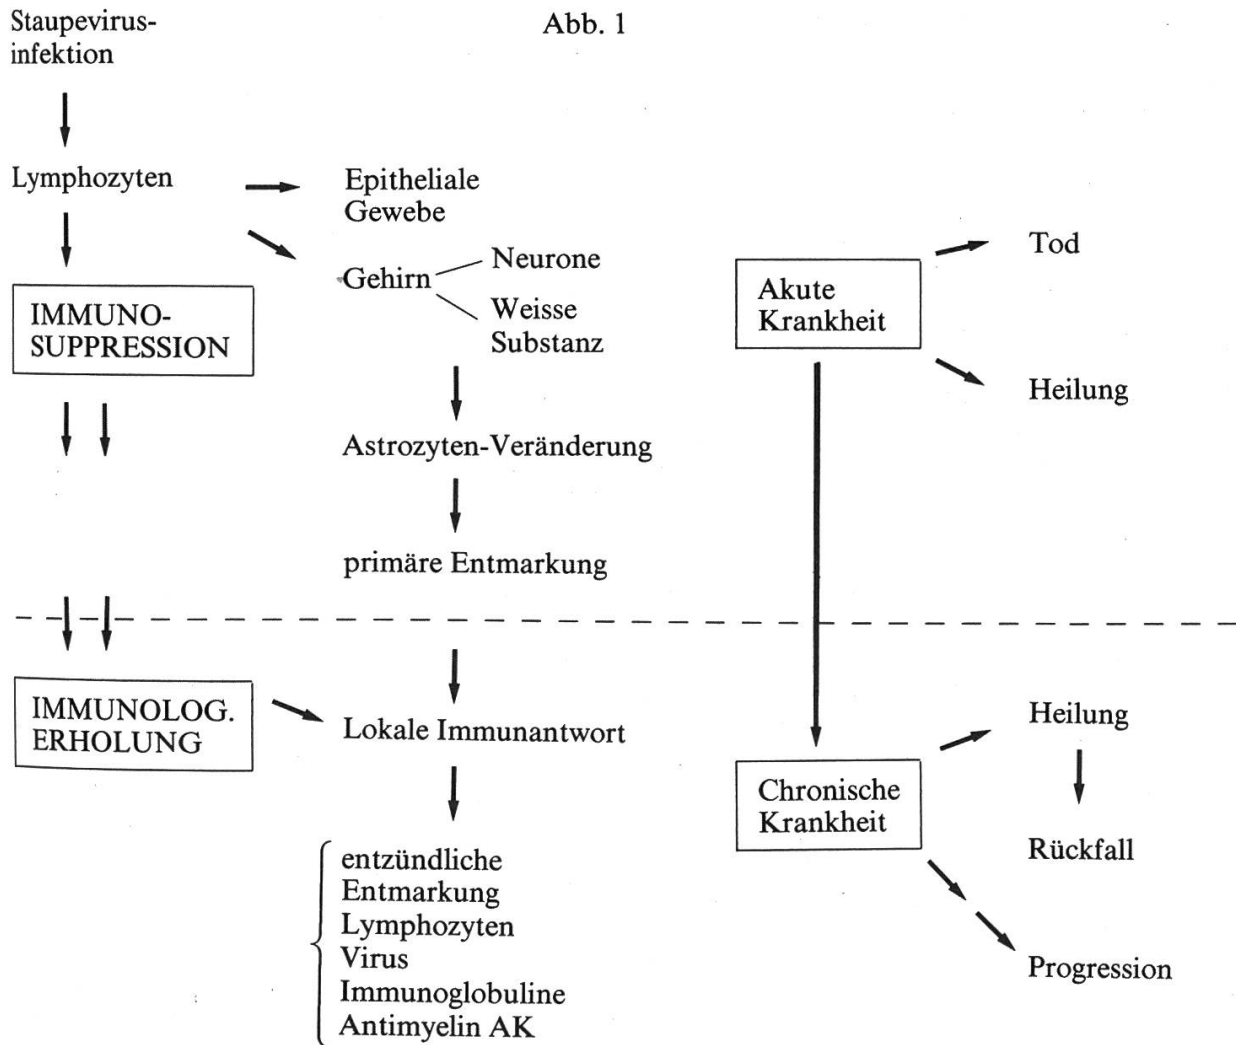 Abb. 1
Staupevirus-
infektion
Lymphozyten
Epitheliale
Gewebe
Gehirn
Neurone
Weisse
Substanz
IMMUNO-
SUPPRESSION
Astrozyten-Veränderung
primäre Entmarkung
Akute
Krankheit
Tod
Heilung
IMMUNOLOG.
ERHOLUNG
Lokale Immunantwort
entzündliche
Entmarkung
Lymphozyten
Virus
Immunoglobuline
Antimyelin AK
Chronische
Krankheit
Heilung
Rückfall
Progression